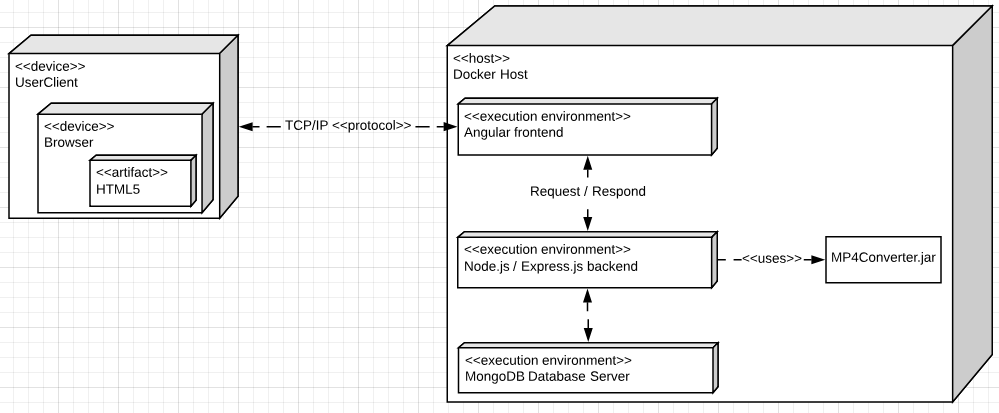 <<device>>
UserClient
<<device>>
Browser
<<artifact>>
HTML5
TCP/IP <<protocol>>
<<host>>
Docker Host
<<execution environment>>
Angular frontend
Request / Respond
<<execution environment>>
Node.js / Express.js backend
<<uses>>
MP4Converter.jar
<<execution environment>>
MongoDB Database Server